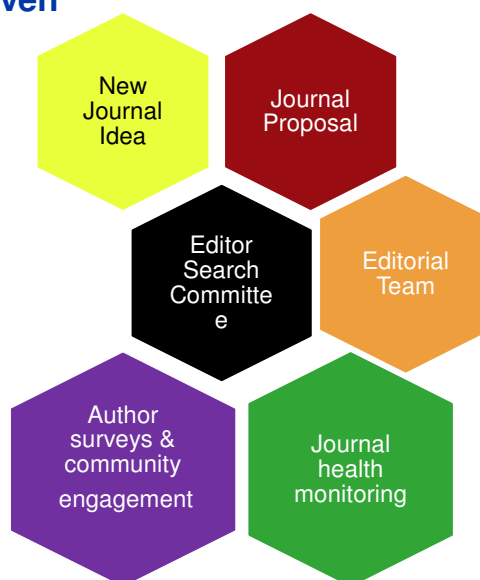 ven
New
Journal
Idea
Journal
Proposal
Editor
Search
Committe
e
Editorial
Team
Author
surveys &
community
engagement
Journal
health
monitoring